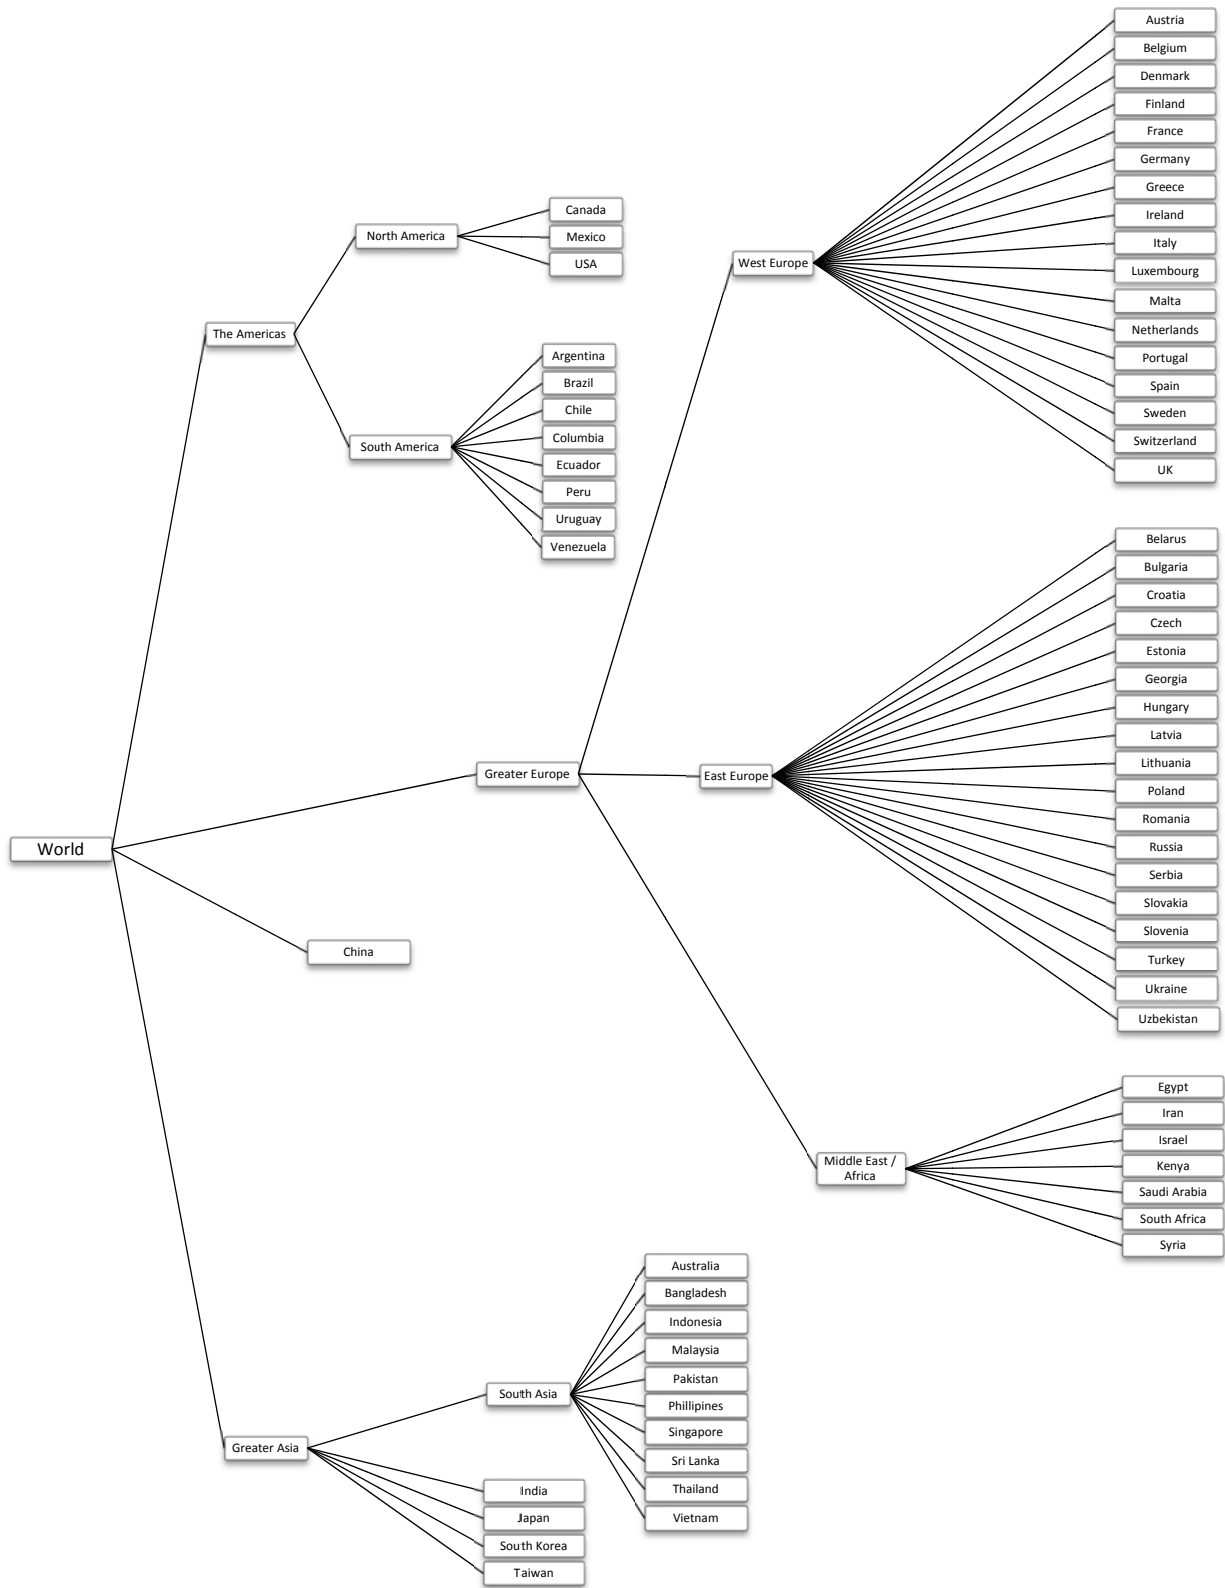 World
The Americas
North America
Canada
Mexico
USA
South America
Argentina
Brazil
Chile
Columbia
Ecuador
Peru
Uruguay
Venezuela
Greater Europe
West Europe
Austria
Belgium
Denmark
Finland
France
Germany
Greece
Ireland
Italy
Luxembourg
Malta
Netherlands
Portugal
Spain
Sweden
Switzerland
UK
East Europe
Belarus
Bulgaria
Croatia
Czech
Estonia
Georgia
Hungary
Latvia
Lithuania
Poland
Romania
Russia
Serbia
Slovakia
Slovenia
Turkey
Ukraine
Uzbekistan
Middle East /
Africa
Egypt
Iran
Israel
Kenya
Saudi Arabia
South Africa
Syria
China
Greater Asia
South Asia
Australia
Bangladesh
Indonesia
Malaysia
Pakistan
Phillipines
Singapore
Sri Lanka
Thailand
Vietnam
India
Japan
South Korea
Taiwan